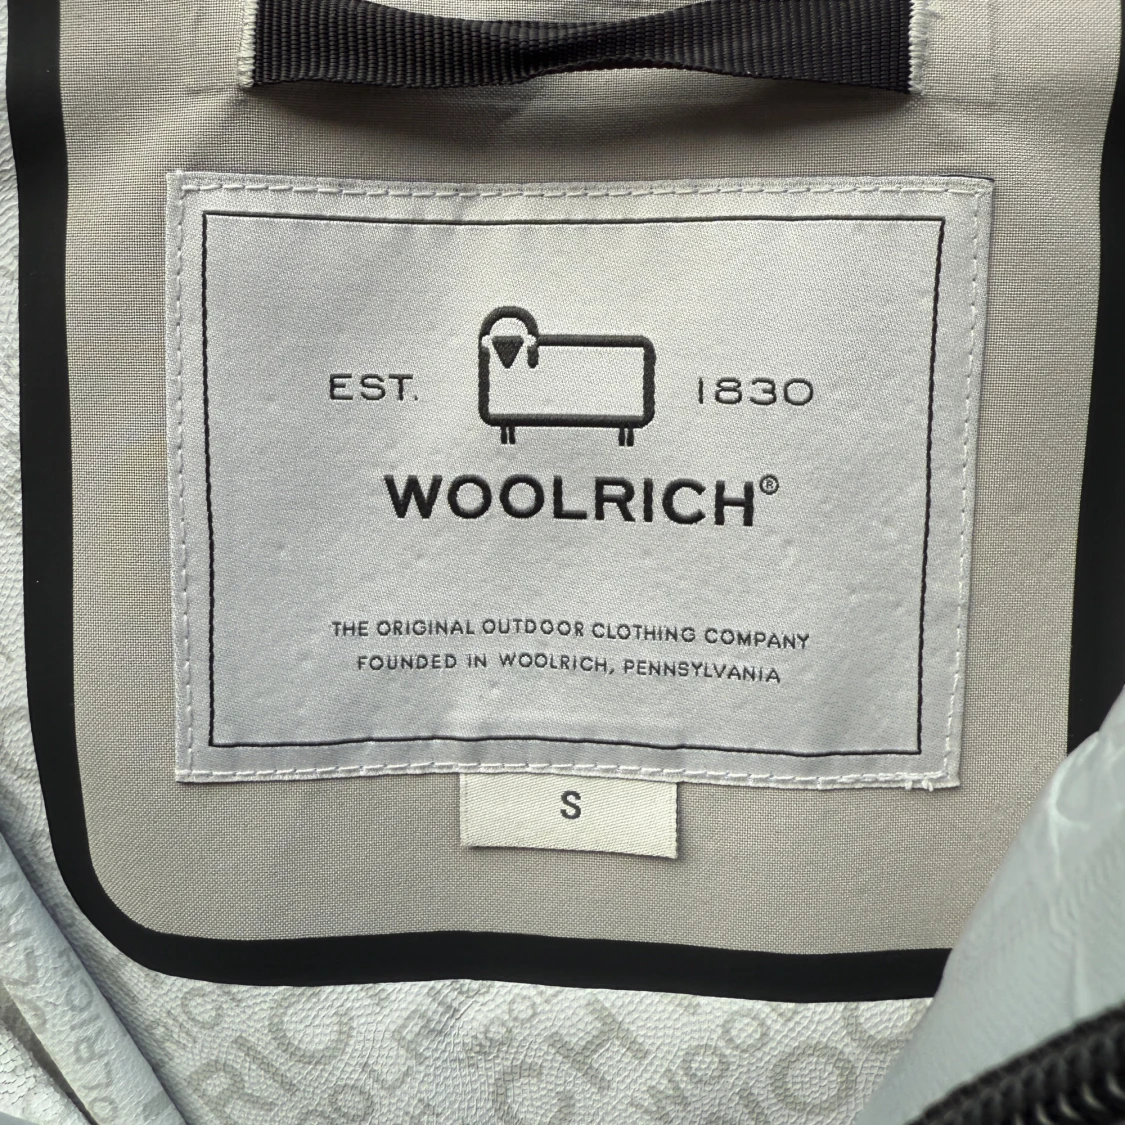 EST. 1830
WOOLRICH®
THE ORIGINAL OUTDOOR CLOTHING COMPANY
FOUNDED IN WOOLRICH, PENNSYLVANIA
S